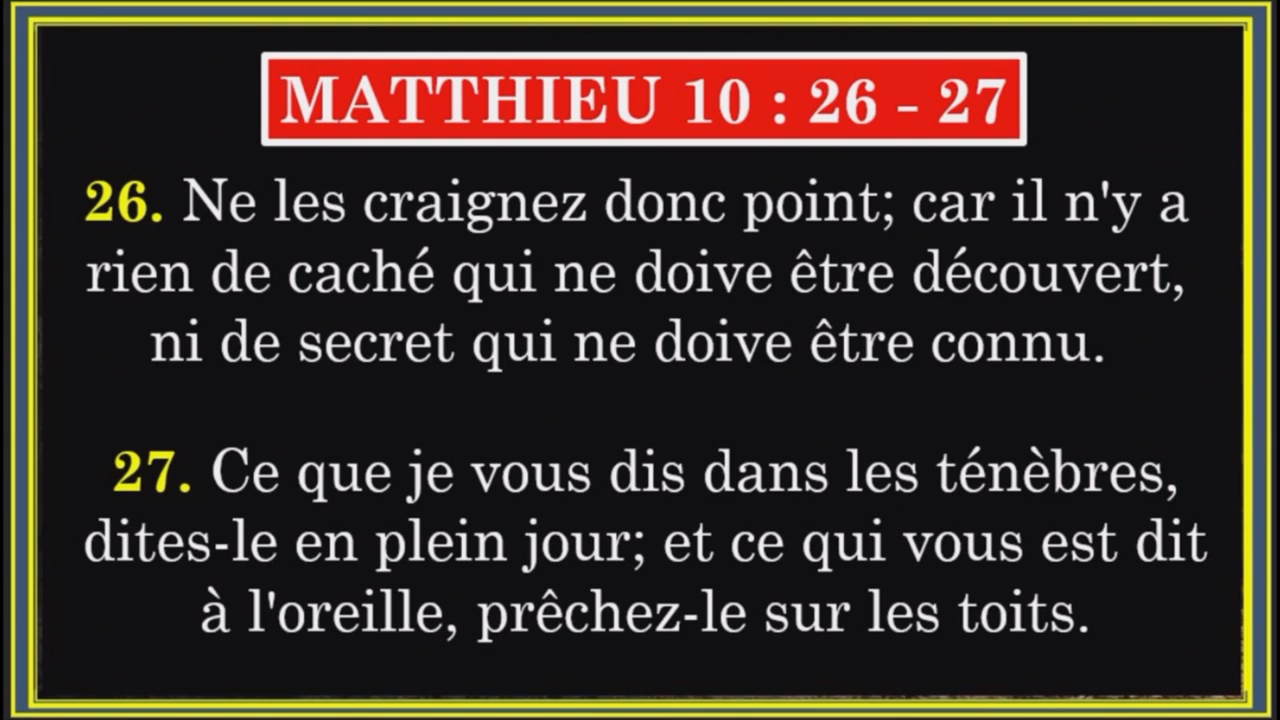 MATTHIEU 10 : 26 - 27
26. Ne les craignez donc point; car il n'y a
rien de caché qui ne doive être découvert,
ni de secret qui ne doive être connu.
27. Ce que je vous dis dans les ténèbres,
dites-le en plein jour; et ce qui vous est dit
à l'oreille, prêchez-le sur les toits.